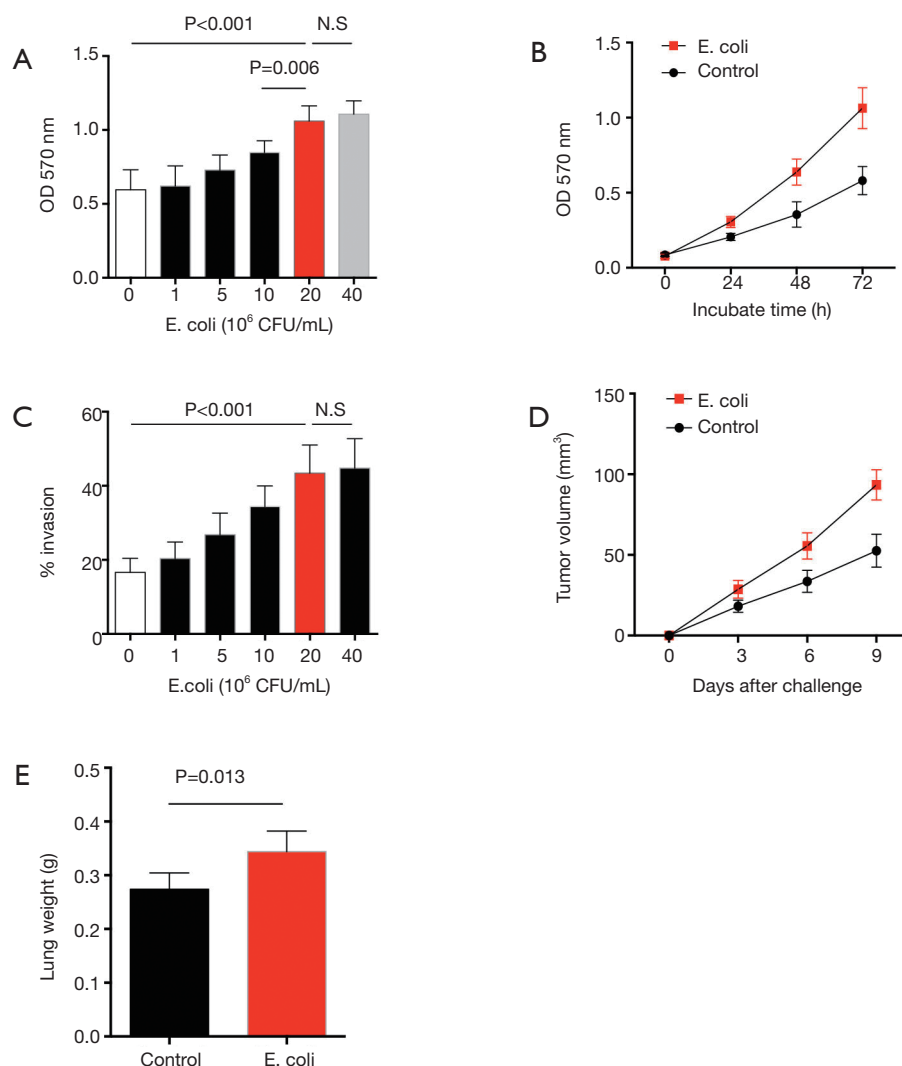 A
P<0.001
N.S
P=0.006
OD 570 nm
1.5
1.0
0.5
0.0
0 1 5 10 20 40
E. coli (10⁶ CFU/mL)
B
E. coli
Control
OD 570 nm
1.5
1.0
0.5
0.0
0 24 48 72
Incubate time (h)
C
P<0.001
N.S
% invasion
60
40
20
0
0 1 5 10 20 40
E.coli (10⁶ CFU/mL)
D
E. coli
Control
Tumor volume (mm³)
150
100
50
0
0 3 6 9
Days after challenge
E
P=0.013
Lung weight (g)
0.5
0.4
0.3
0.2
0.1
0.0
Control E. coli